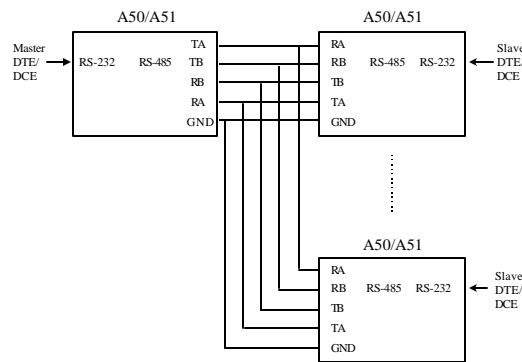 A50/A51
A50/A51
Master
DTE/
DCE
RS-232 RS-485
TA
TB
RB
RA
GND
RA
RB
TB
TA
GND
RS-485 RS-232
Slave
DTE/
DCE
A50/A51
RA
RB
TB
TA
GND
RS-485 RS-232
Slave
DTE/
DCE